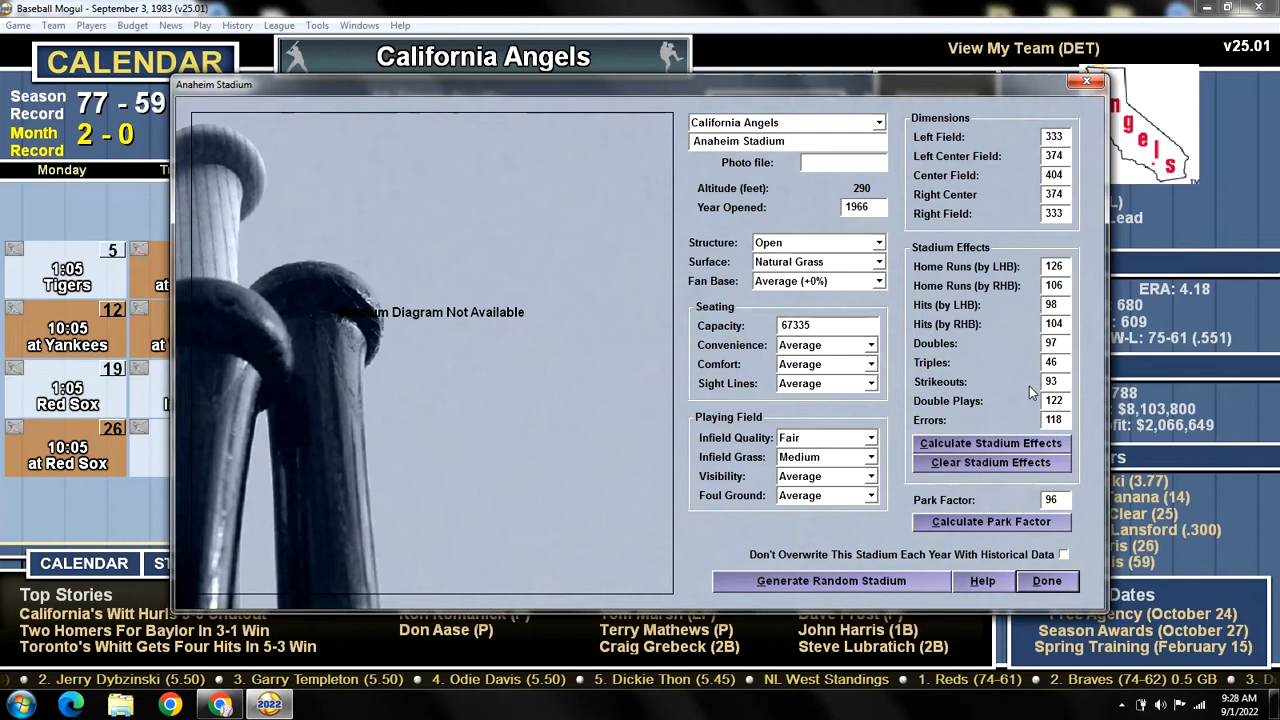 Baseball Mogul - September 3, 1983 (v25.01)
Game Team Players Budget News Play History League Tools Windows Help
CALENDAR
California Angels
View My Team (DET)
v25.01
Season Record 77 - 59
Month Record 2 - 0
Monday
5
1:05
Tigers
12
10:05
at Yankees
19
1:05
Red Sox
26
10:05
at Red Sox
Anaheim Stadium
Stadium Diagram Not Available
California Angels
Anaheim Stadium
Photo file:
Altitude (feet): 290
Year Opened: 1966
Structure: Open
Surface: Natural Grass
Fan Base: Average (+0%)
Seating
Capacity: 67335
Convenience: Average
Comfort: Average
Sight Lines: Average
Playing Field
Infield Quality: Fair
Infield Grass: Medium
Visibility: Average
Foul Ground: Average
Dimensions
Left Field: 333
Left Center Field: 374
Center Field: 404
Right Center 374
Right Field: 333
Stadium Effects
Home Runs (by LHB): 126
Home Runs (by RHB): 106
Hits (by LHB): 98
Hits (by RHB): 104
Doubles: 97
Triples: 46
Strikeouts: 93
Double Plays: 122
Errors: 118
Calculate Stadium Effects
Clear Stadium Effects
Park Factor: 96
Calculate Park Factor
Don't Overwrite This Stadium Each Year With Historical Data
Generate Random Stadium
Help
Done
ngels
L)
Lead
ERA: 4.18
680
609
W-L: 75-61 (.551)
788
$8,103,800
fit: $2,066,649
rs
ki (3.77)
Tanana (14)
Clear (25)
Lansford (.300)
ris (26)
is (59)
CALENDAR
ST
Top Stories
California's Witt Hurls 3-0 Shutout
Two Homers For Baylor In 3-1 Win
Toronto's Whitt Gets Four Hits In 5-3 Win
Don Aase (P)
Terry Mathews (P)
Craig Grebeck (2B)
John Harris (1B)
Steve Lubratich (2B)
Dates
Free Agency (October 24)
Season Awards (October 27)
Spring Training (February 15)
2. Jerry Dybzinski (5.50) 3. Garry Templeton (5.50) 4. Odie Davis (5.50) 5. Dickie Thon (5.45) NL West Standings 1. Reds (74-61) 2. Braves (74-62) 0.5 GB 3. D
2022
9:28 AM
9/1/2022